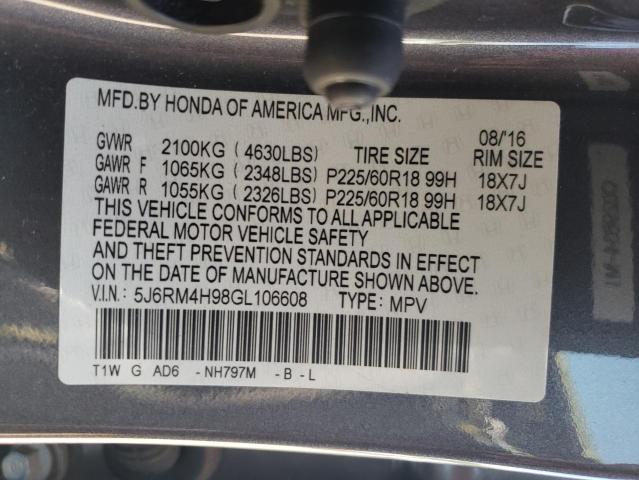 MFD.BY HONDA OF AMERICA MFG.,INC.
08/'16
GVWR 2100KG ( 4630LBS) TIRE SIZE RIM SIZE
GAWR F 1065KG ( 2348LBS) P225/60R18 99H 18X7J
GAWR R 1055KG ( 2326LBS) P225/60R18 99H 18X7J
THIS VEHICLE CONFORMS TO ALL APPLICABLE
FEDERAL MOTOR VEHICLE SAFETY
AND THEFT PREVENTION STANDARDS IN EFFECT
ON THE DATE OF MANUFACTURE SHOWN ABOVE.
V.I.N.: 5J6RM4H98GL106608 TYPE: MPV
T1W G AD6 - NH797M - B - L